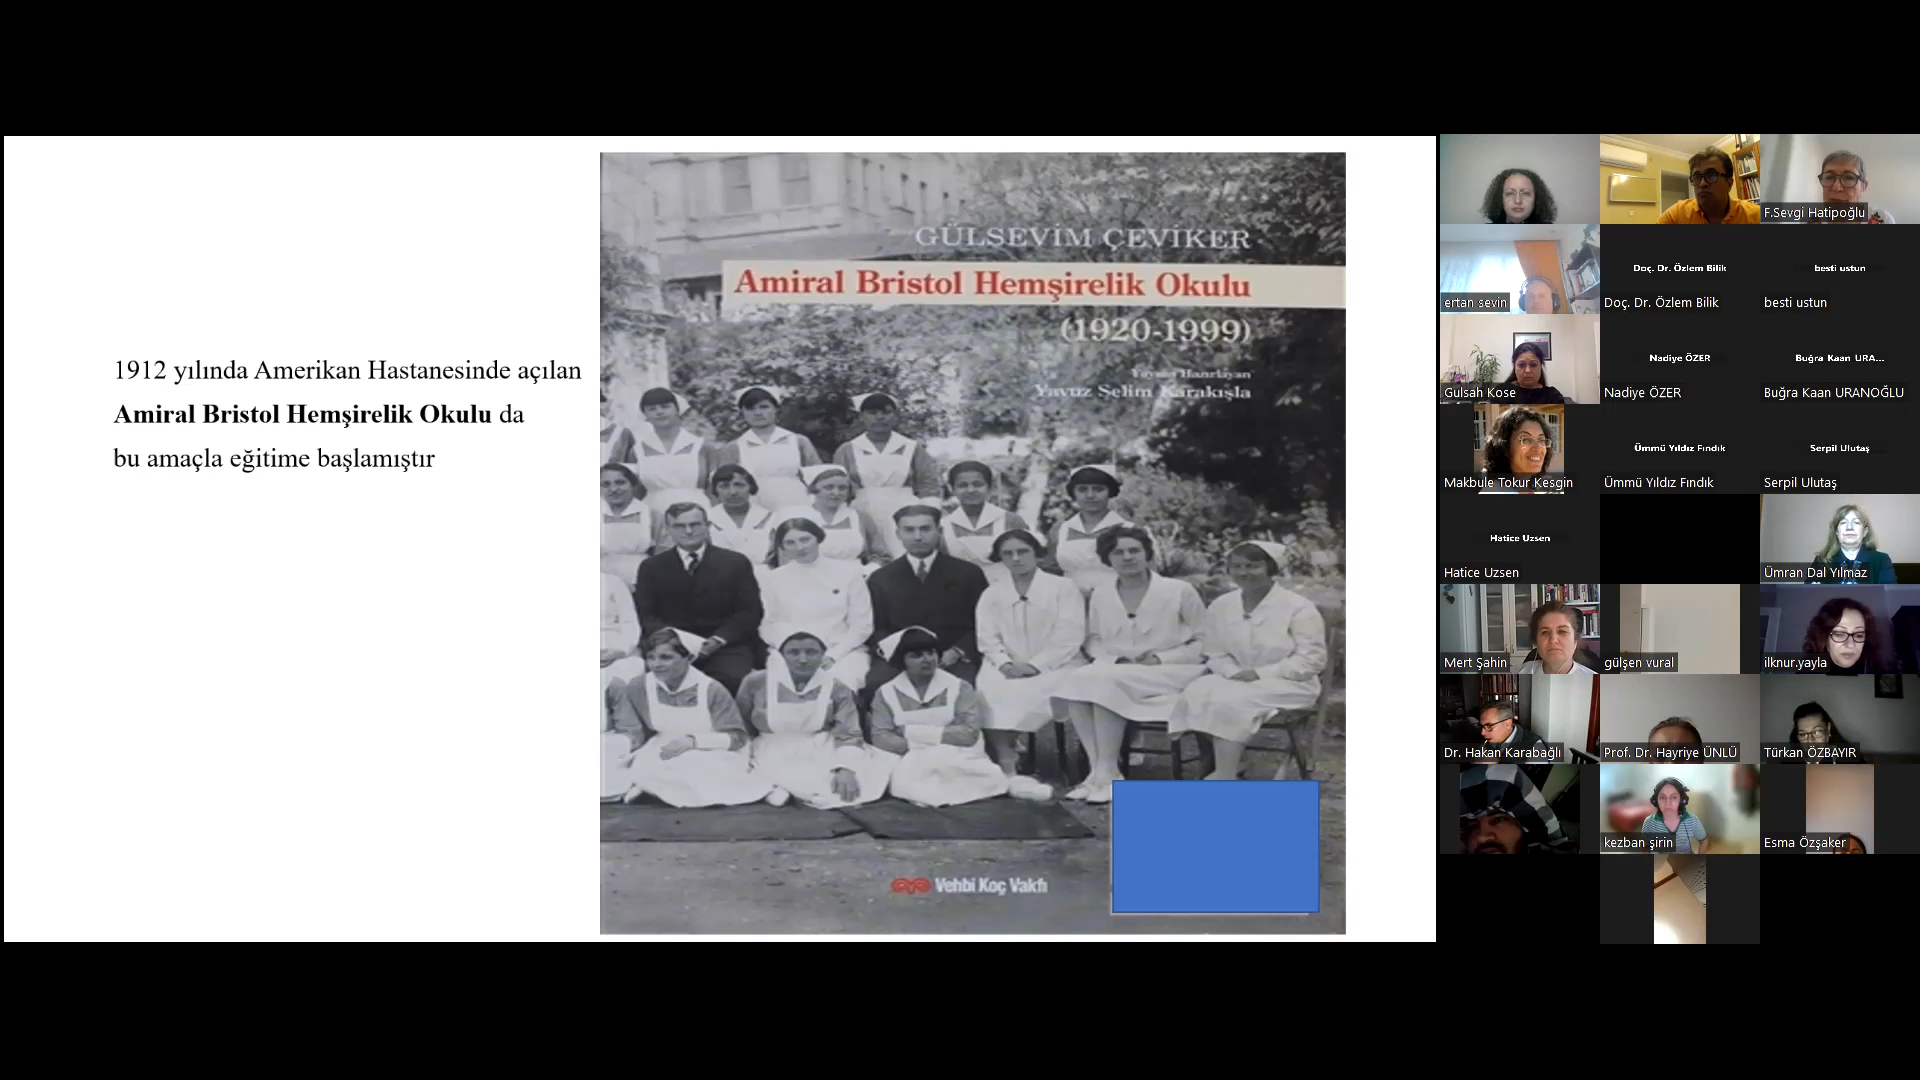 1912 yılında Amerikan Hastanesinde açılan
Amiral Bristol Hemşirelik Okulu da
bu amaçla eğitime başlamıştır
GÜLSEVİM ÇEVİKER
Amiral Bristol Hemşirelik Okulu
(1920-1999)
Yayına Hazırlayan
Yavuz Selim Karakışla
Vehbi Koç Vakfı
F.Sevgi Hatipoğlu
ertan sevin
Doç. Dr. Özlem Bilik
Doç. Dr. Özlem Bilik
besti ustun
besti ustun
Gulsah Kose
Nadiye ÖZER
Nadiye ÖZER
Buğra Kaan URA...
Buğra Kaan URANOĞLU
Makbule Tokur Kesgin
Ümmü Yıldız Fındık
Ümmü Yıldız Fındık
Serpil Ulutaş
Serpil Ulutaş
Hatice Uzsen
Hatice Uzsen
Ümran Dal Yılmaz
Mert Şahin
gülşen vural
ilknur.yayla
Dr. Hakan Karabağlı
Prof. Dr. Hayriye ÜNLÜ
Türkan ÖZBAYIR
kezban şirin
Esma Özşaker